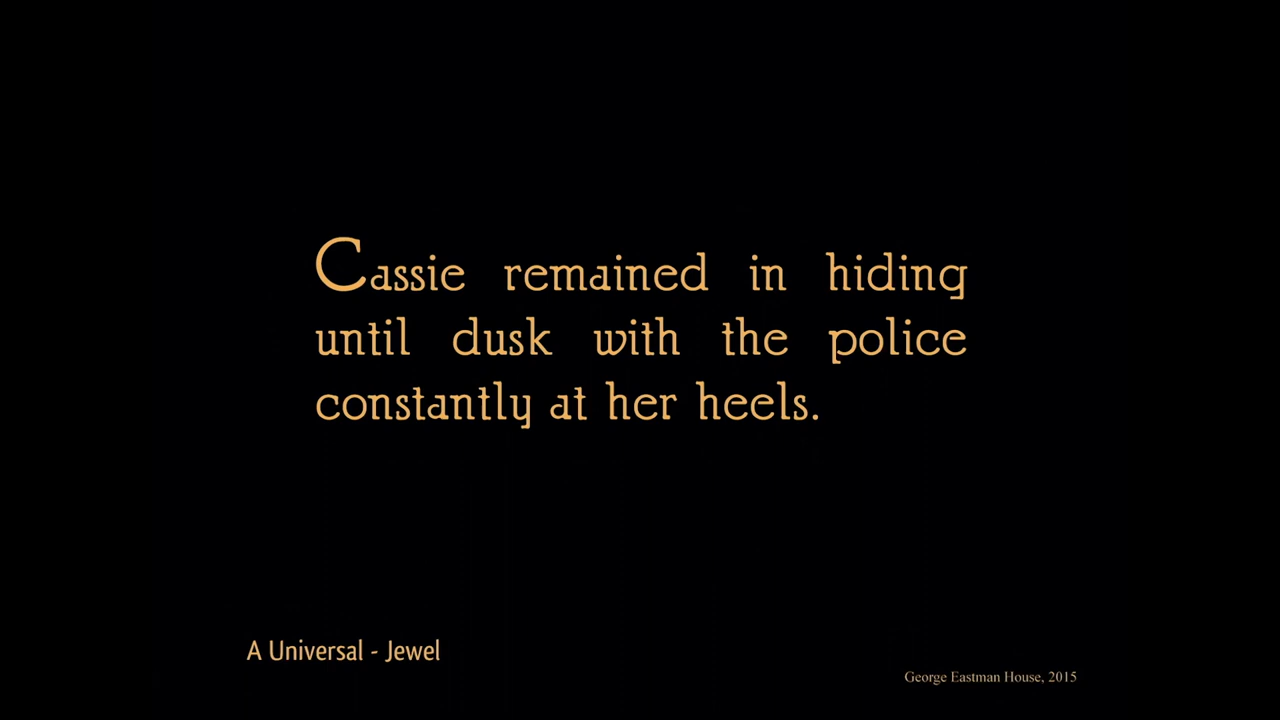 Cassie remained in hiding
until dusk with the police
constantly at her heels.
A Universal - Jewel
George Eastman House, 2015